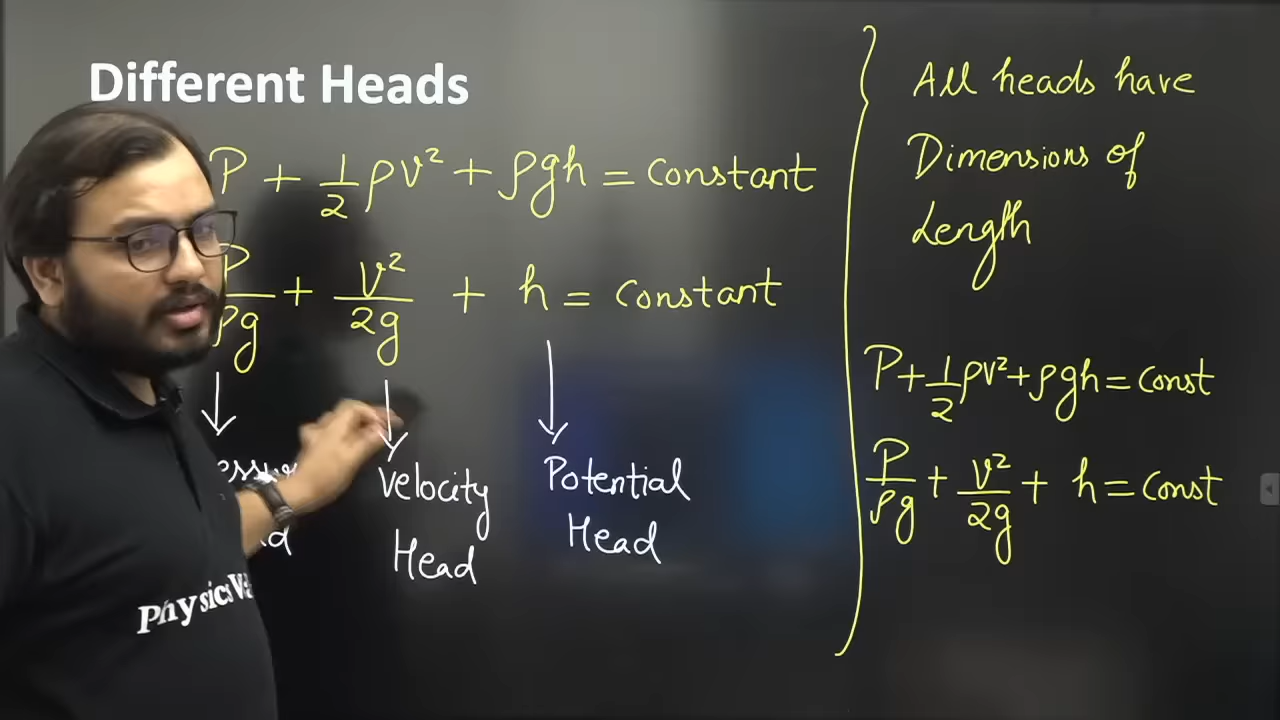 Different Heads
P + 1/2 ρv² + ρgh = Constant
P/ρg + v²/2g + h = Constant
Velocity Head
Potential Head
All heads have
Dimensions of
Length
P + 1/2 ρv² + ρgh = Const
P/ρg + v²/2g + h = Const